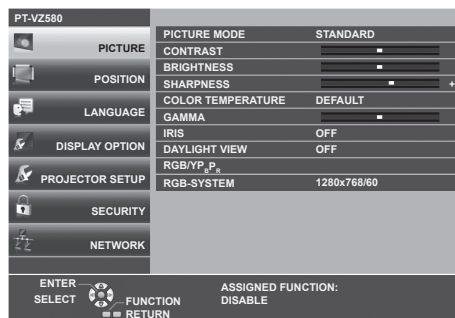 PT-VZ580
PICTURE
POSITION
LANGUAGE
DISPLAY OPTION
PROJECTOR SETUP
SECURITY
NETWORK
PICTURE MODE STANDARD
CONTRAST
BRIGHTNESS
SHARPNESS +
COLOR TEMPERATURE DEFAULT
GAMMA
IRIS OFF
DAYLIGHT VIEW OFF
RGB/YPBPR
RGB-SYSTEM 1280x768/60
ENTER
SELECT
FUNCTION
RETURN
ASSIGNED FUNCTION:
DISABLE